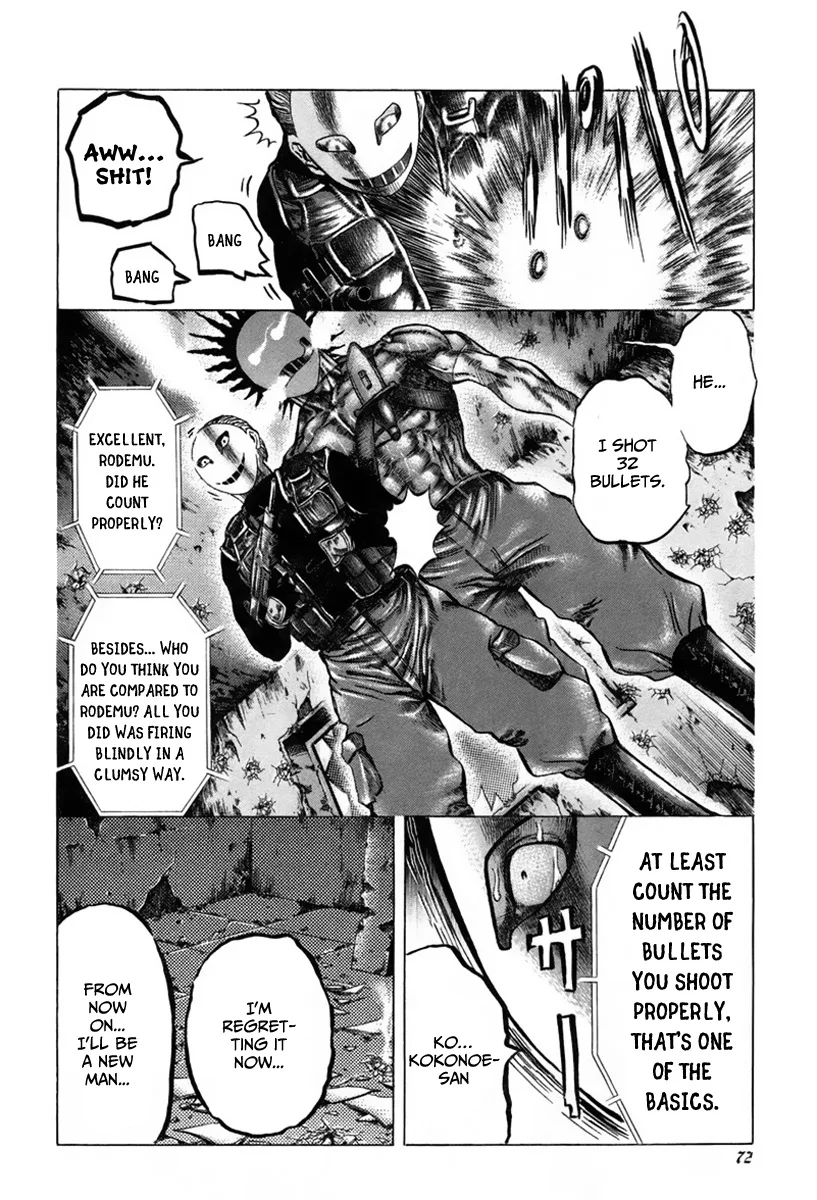 AWW...
SHIT!
BANG
BANG
HE...
I SHOT
32
BULLETS.
EXCELLENT,
RODEMU.
DID HE
COUNT
PROPERLY?
BESIDES... WHO
DO YOU THINK YOU
ARE COMPARED TO
RODEMU? ALL YOU
DID WAS FIRING
BLINDLY IN A
CLUMSY WAY.
AT LEAST
COUNT THE
NUMBER OF
BULLETS
YOU SHOOT
PROPERLY,
THAT'S ONE
OF THE
BASICS.
サ
KO...
KOKONOE-
SAN
I'M
REGRET-
TING IT
NOW...
FROM
NOW
ON...
I'LL BE
A NEW
MAN...
72